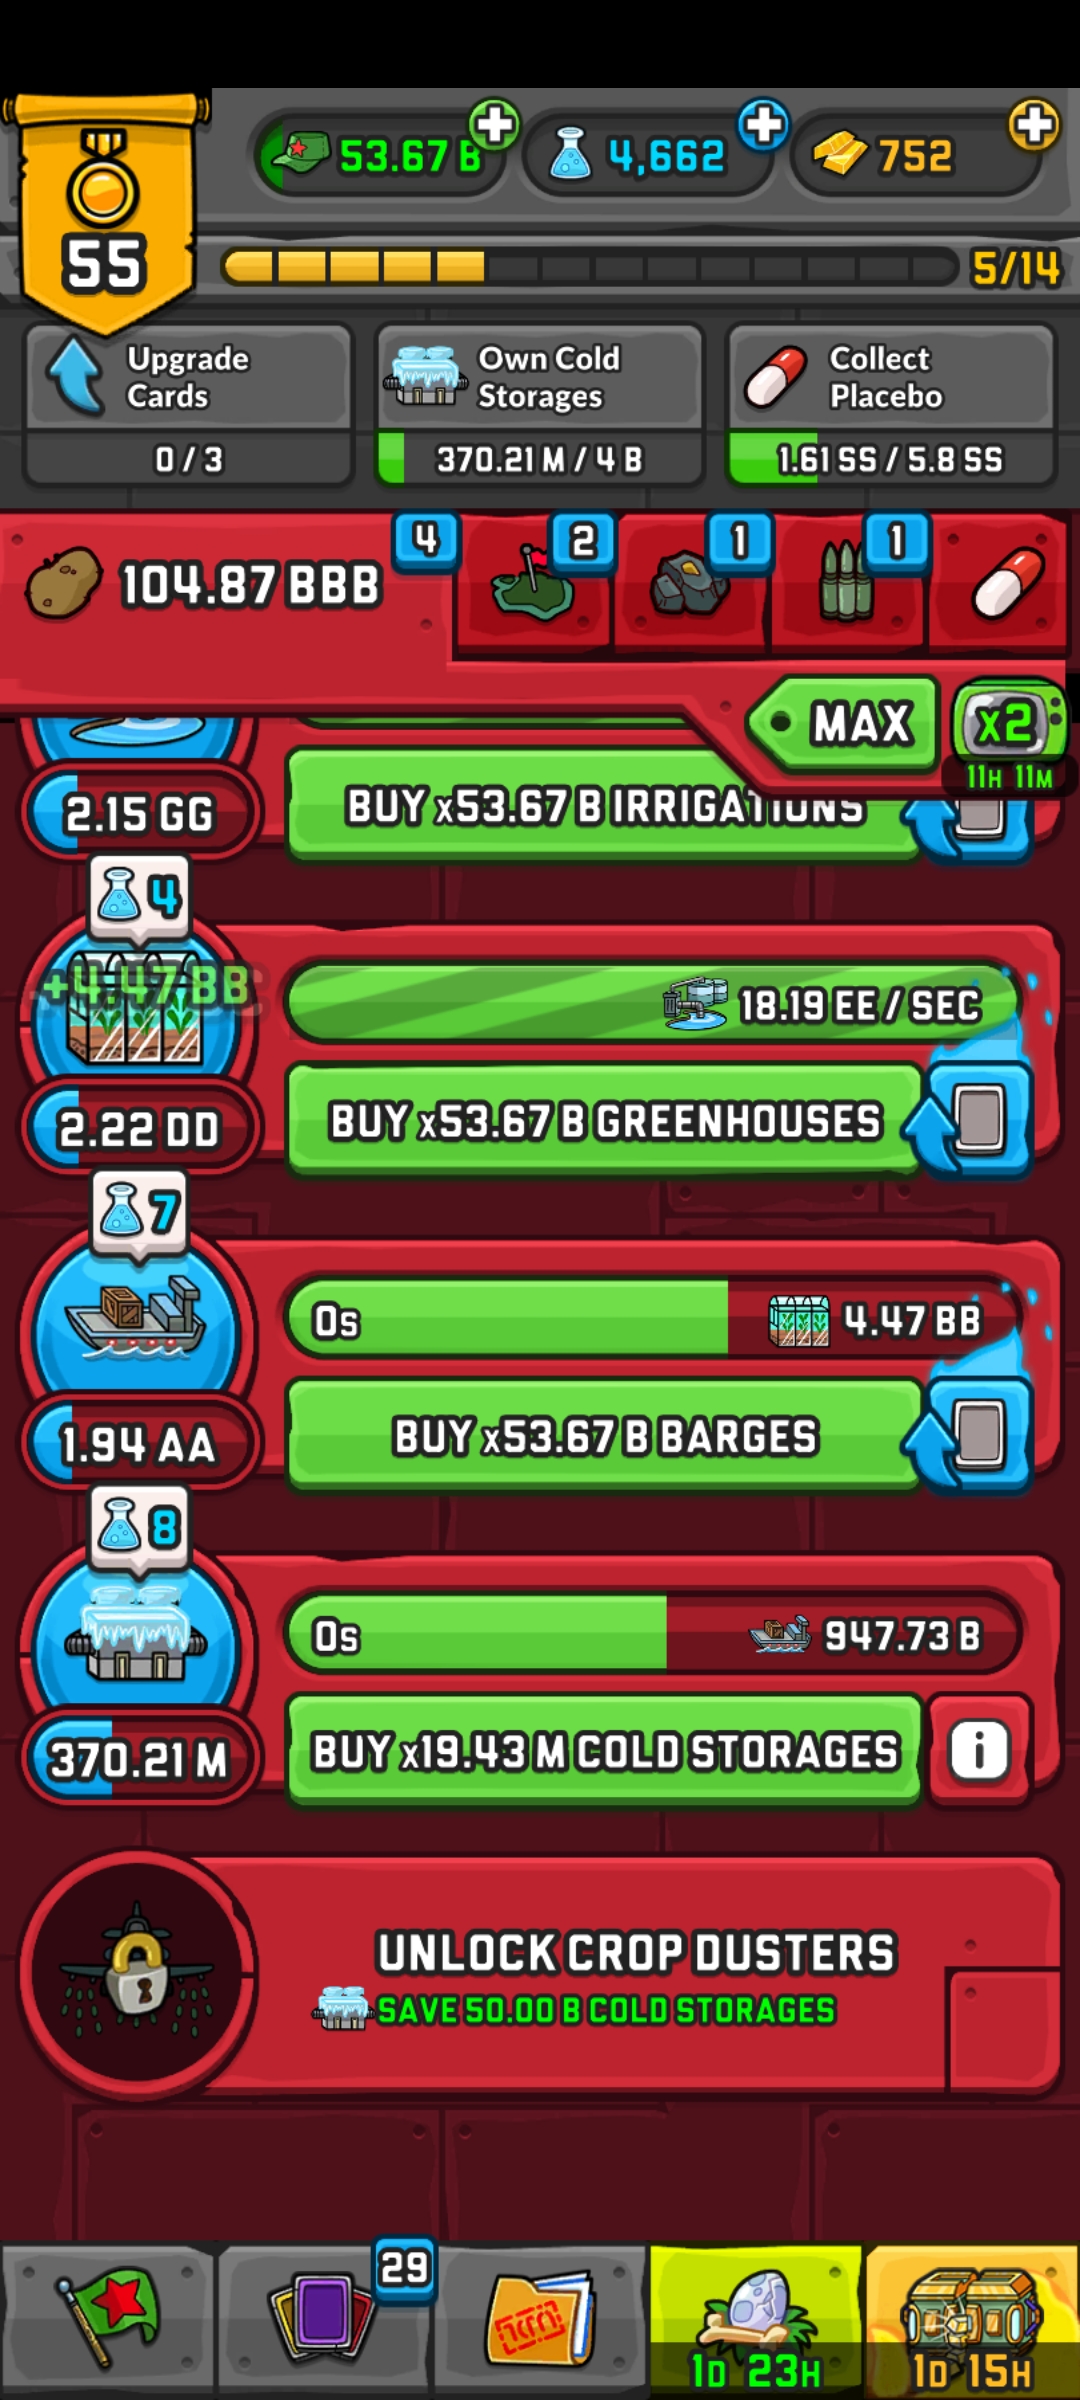 53.67 B
4,662
752
55
5/14
Upgrade
Cards
0 / 3
Own Cold
Storages
370.21 M / 4 B
Collect
Placebo
1.61 SS / 5.8 SS
104.87 BBB
4
2
1
1
MAX
x2
11H 11M
2.15 GG
BUY x53.67 B IRRIGATIONS
4
+4.47 BB
18.19 EE / SEC
2.22 DD
BUY x53.67 B GREENHOUSES
7
0s
4.47 BB
1.94 AA
BUY x53.67 B BARGES
8
0s
947.73 B
370.21 M
BUY x19.43 M COLD STORAGES
i
UNLOCK CROP DUSTERS
SAVE 50.00 B COLD STORAGES
29
1D 23H
1D 15H